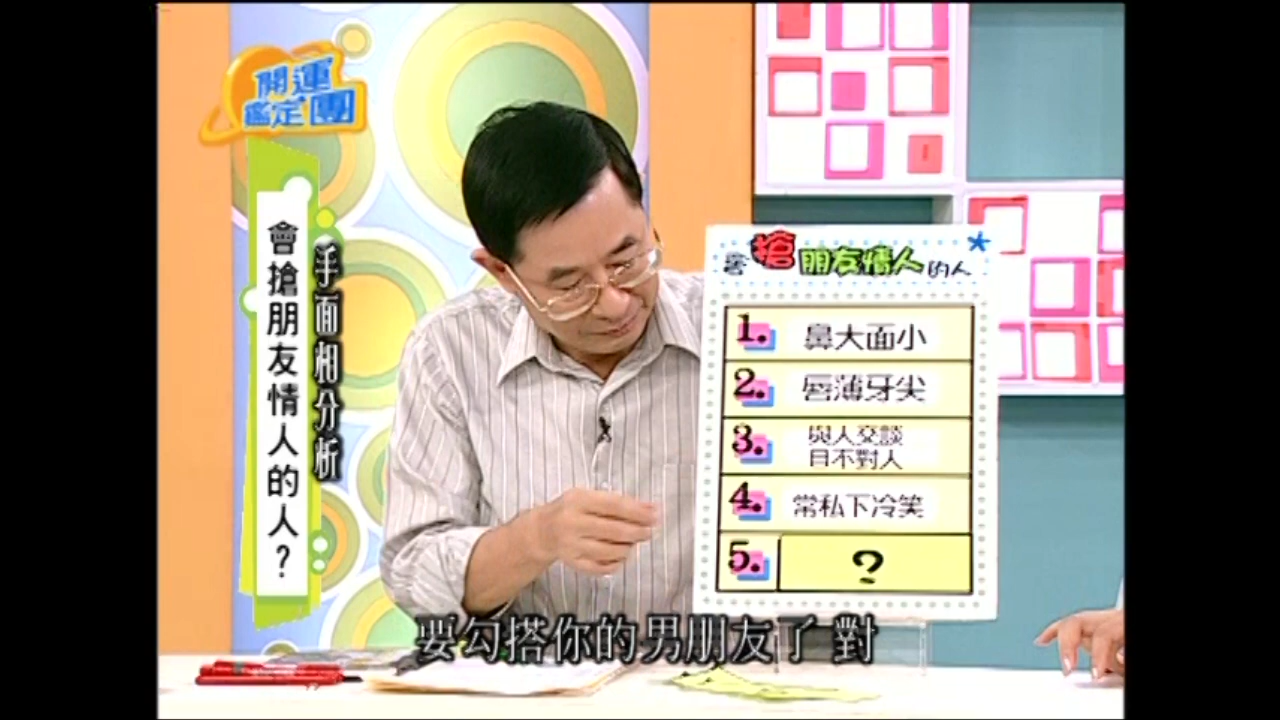 開運
鑑定團
手面相分析
會搶朋友情人的人?
會搶朋友情人的人
1. 鼻大面小
2. 唇薄牙尖
3. 與人交談
目不對人
4. 常私下冷笑
5. ?
要勾搭你的男朋友了 對